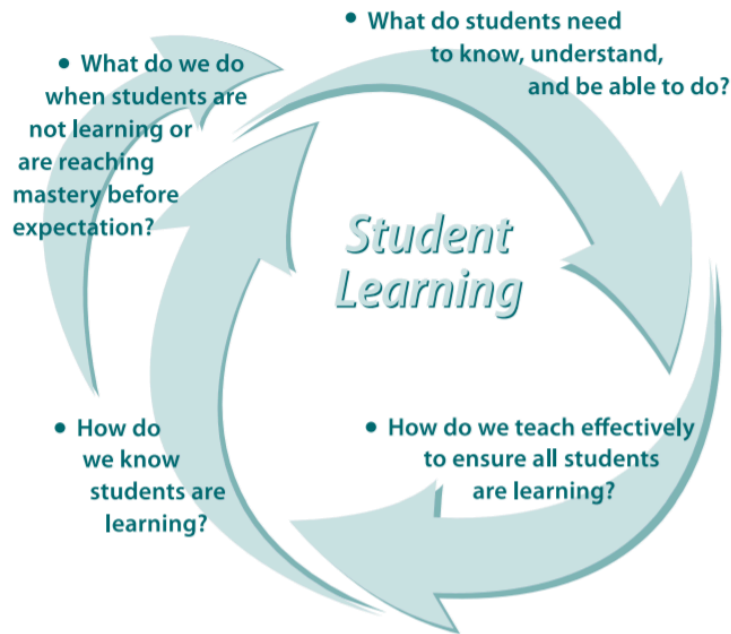 • What do students need
to know, understand,
and be able to do?
• How do we teach effectively
to ensure all students
are learning?
• How do
we know
students are
learning?
• What do we do
when students are
not learning or
are reaching
mastery before
expectation?
Student
Learning